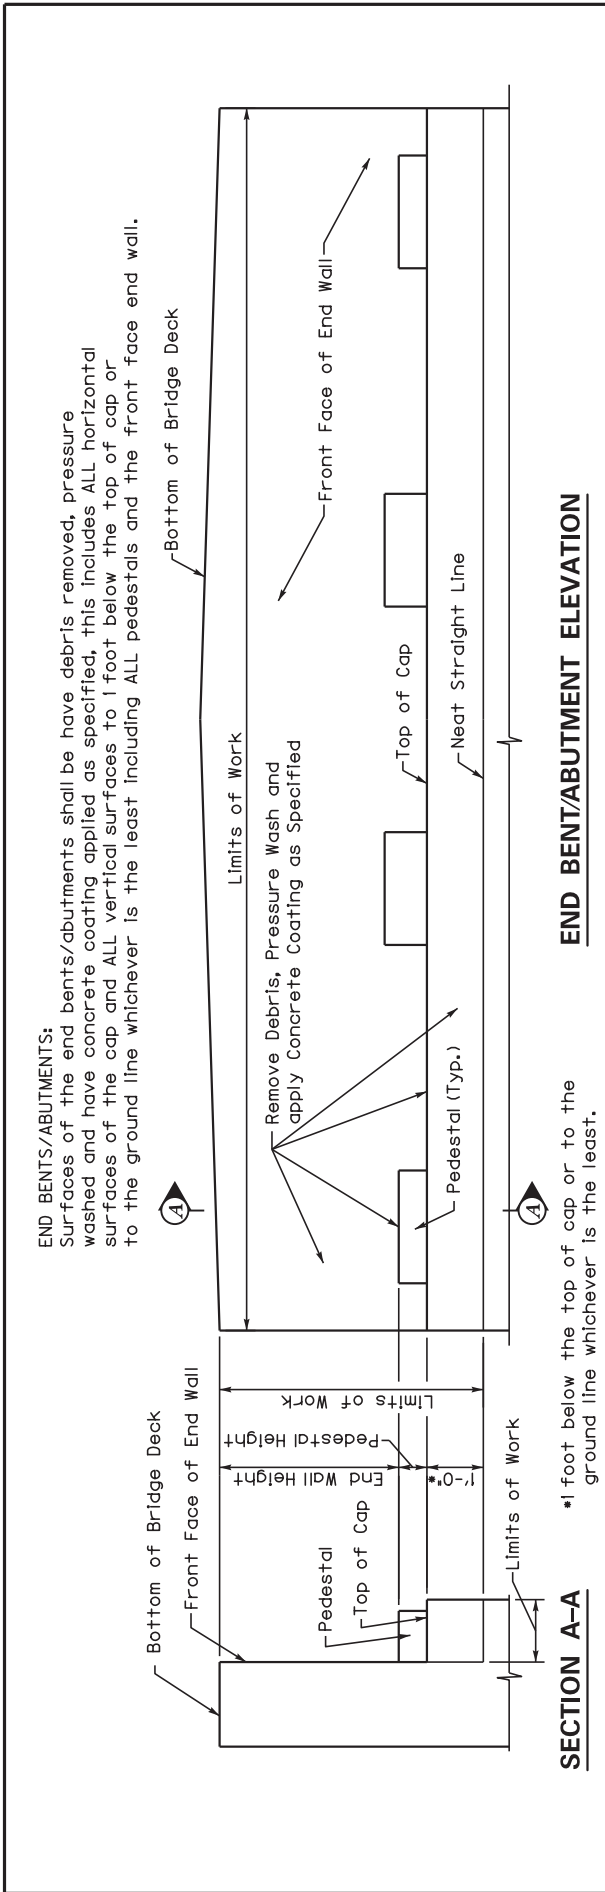 END BENTS/ABUTMENTS:
Surfaces of the end bents/abutments shall be have debris removed, pressure
washed and have concrete coating applied as specified, this includes ALL horizontal
surfaces of the cap and ALL vertical surfaces to 1 foot below the top of cap or
to the ground line whichever is the least including ALL pedestals and the front face end wall.
Bottom of Bridge Deck
Front Face of End Wall
Bottom of Bridge Deck
Limits of Work
Remove Debris, Pressure Wash and
apply Concrete Coating as Specified
Front Face of End Wall
A
Limits of Work
Pedestal Height
End Wall Height
1'-0"*
Pedestal
Top of Cap
Pedestal (Typ.)
Top of Cap
Neat Straight Line
Limits of Work
A
SECTION A-A
*1 foot below the top of cap or to the
ground line whichever is the least.
END BENT/ABUTMENT ELEVATION